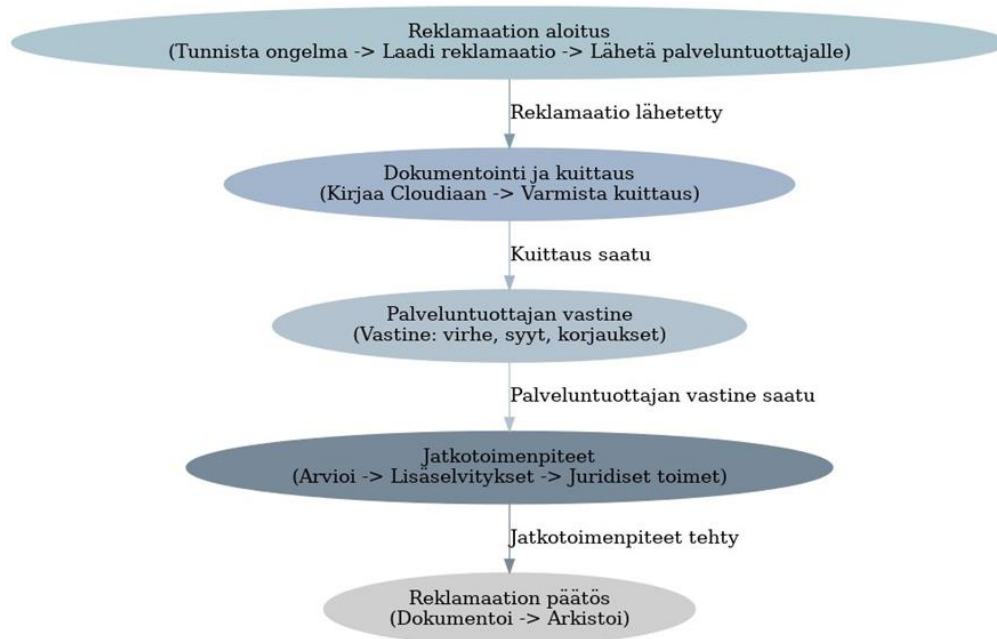 Reklamaation aloitus
(Tunnista ongelma -> Laadi reklamaatio -> Lähetä palveluntuottajalle)
Reklamaatio lähetetty
Dokumentointi ja kuittaus
(Kirjaa Cloudiaan -> Varmista kuittaus)
Kuittaus saatu
Palveluntuottajan vastine
(Vastine: virhe, syyt, korjaukset)
Palveluntuottajan vastine saatu
Jatkotoimenpiteet
(Arvioi -> Lisäselvitykset -> Juridiset toimet)
Jatkotoimenpiteet tehty
Reklamaation päätös
(Dokumentoi -> Arkistoi)